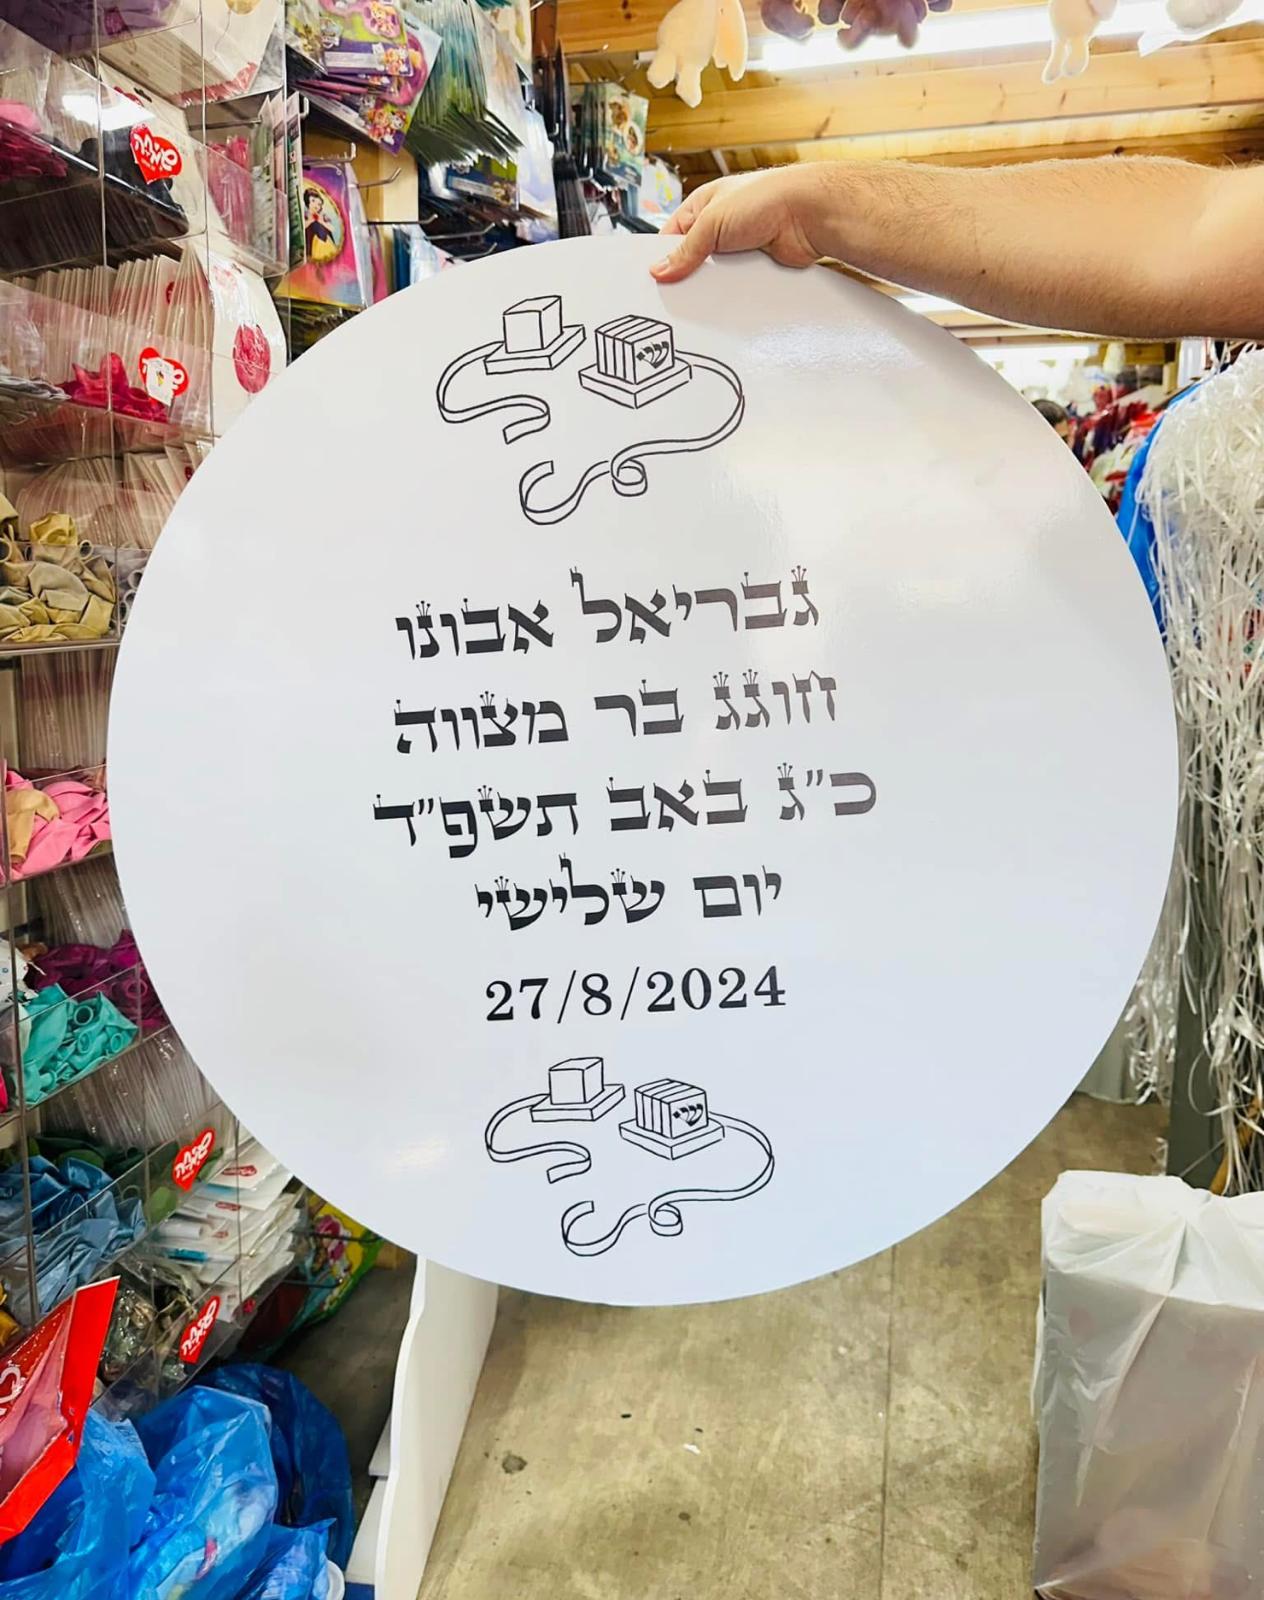 גבריאל אבונו
חוגג בר מצווה
כ״ג באב תשפ״ד
יום שלישי
27/8/2024